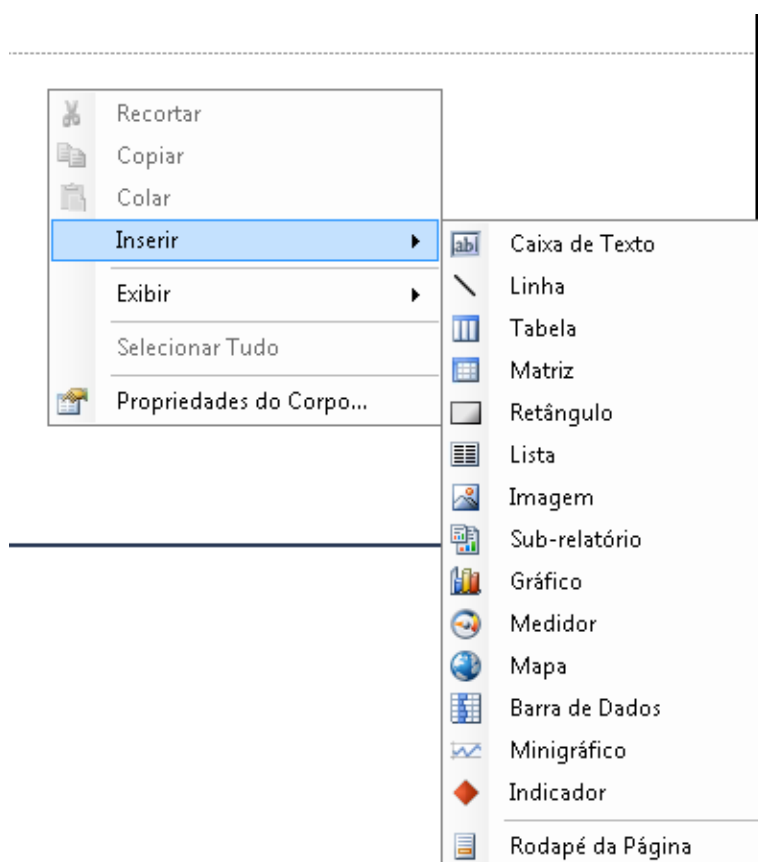 Recortar
Copiar
Colar
Inserir
Exibir
Selecionar Tudo
Propriedades do Corpo...
abl
Caixa de Texto
Linha
Tabela
Matriz
Retângulo
Lista
Imagem
Sub-relatório
Gráfico
Medidor
Mapa
Barra de Dados
Minigráfico
Indicador
Rodapé da Página